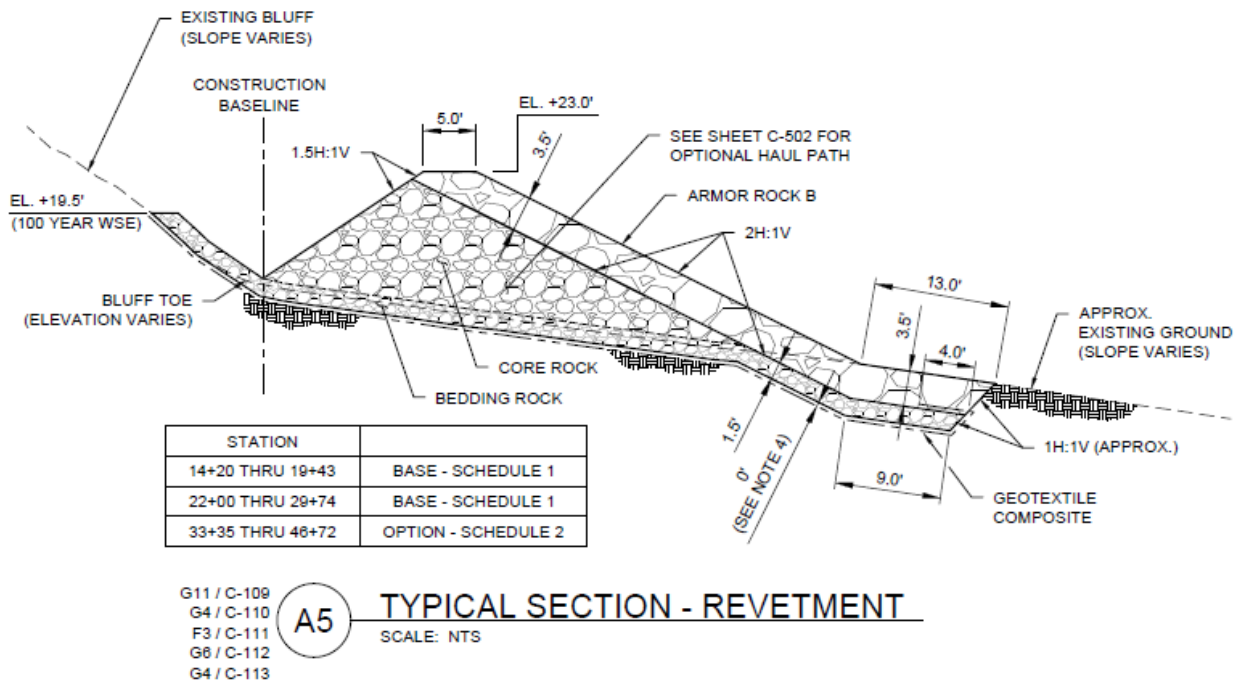 EXISTING BLUFF
(SLOPE VARIES)
CONSTRUCTION
BASELINE
5.0'
EL. +23.0'
3.5'
1.5H:1V
SEE SHEET C-502 FOR
OPTIONAL HAUL PATH
ARMOR ROCK B
2H:1V
EL. +19.5'
(100 YEAR WSE)
BLUFF TOE
(ELEVATION VARIES)
13.0'
3.5'
4.0'
APPROX.
EXISTING GROUND
(SLOPE VARIES)
CORE ROCK
BEDDING ROCK
1.5'
0'
(SEE NOTE 4)
1H:1V (APPROX.)
9.0'
GEOTEXTILE
COMPOSITE
STATION
14+20 THRU 19+43 BASE - SCHEDULE 1
22+00 THRU 29+74 BASE - SCHEDULE 1
33+35 THRU 46+72 OPTION - SCHEDULE 2
G11 / C-109
G4 / C-110
F3 / C-111
G6 / C-112
G4 / C-113
A5
TYPICAL SECTION - REVETMENT
SCALE: NTS